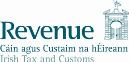 Revenue
Cáin agus Custaim na hÉireann
Irish Tax and Customs